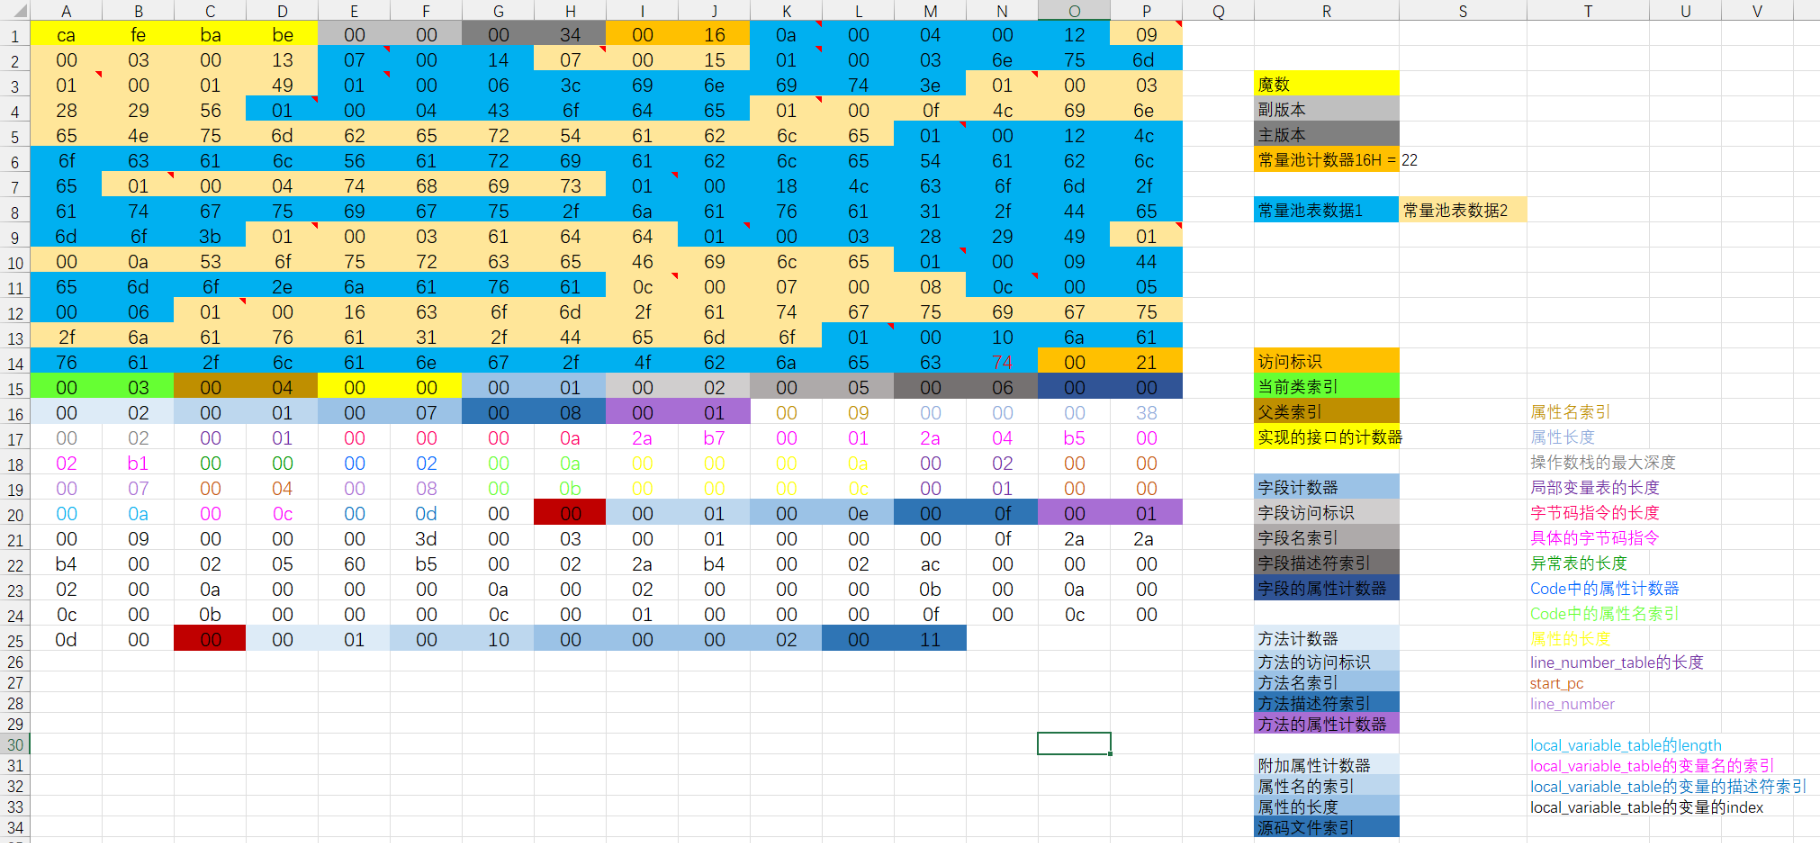 A B C D E F G H I J K L M N O P Q R S T U V
1 ca fe ba be 00 00 00 34 00 16 0a 00 04 00 12 09
2 00 03 00 13 07 00 14 07 00 15 01 00 03 6e 75 6d
3 01 00 01 49 01 00 06 3c 69 6e 69 74 3e 01 00 03 魔数
4 28 29 56 01 00 04 43 6f 64 65 01 00 0f 4c 69 6e 副版本
5 65 4e 75 6d 62 65 72 54 61 62 6c 65 01 00 12 4c 主版本
6 6f 63 61 6c 56 61 72 69 61 62 6c 65 54 61 62 6c 常量池计数器16H = 22
7 65 01 00 04 74 68 69 73 01 00 18 4c 63 6f 6d 2f
8 61 74 67 75 69 67 75 2f 6a 61 76 61 31 2f 44 65 常量池表数据1 常量池表数据2
9 6d 6f 3b 01 00 03 61 64 64 01 00 03 28 29 49 01
10 00 0a 53 6f 75 72 63 65 46 69 6c 65 01 00 09 44
11 65 6d 6f 2e 6a 61 76 61 0c 00 07 00 08 0c 00 05
12 00 06 01 00 16 63 6f 6d 2f 61 74 67 75 69 67 75
13 2f 6a 61 76 61 31 2f 44 65 6d 6f 01 00 10 6a 61
14 76 61 2f 6c 61 6e 67 2f 4f 62 6a 65 63 74 00 21 访问标识
15 00 03 00 04 00 00 00 01 00 02 00 05 00 06 00 00 当前类索引
16 00 02 00 01 00 07 00 08 00 01 00 09 00 00 00 38 父类索引 属性名索引
17 00 02 00 01 00 00 00 0a 2a b7 00 01 2a 04 b5 00 实现的接口的计数器 属性长度
18 02 b1 00 00 00 02 00 0a 00 00 00 0a 00 02 00 00 操作数栈的最大深度
19 00 07 00 04 00 08 00 0b 00 00 00 0c 00 01 00 00 字段计数器 局部变量表的长度
20 00 0a 00 0c 00 0d 00 00 00 01 00 0e 00 0f 00 01 字段访问标识 字节码指令的长度
21 00 09 00 00 00 3d 00 03 00 01 00 00 00 0f 2a 2a 字段名索引 具体的字节码指令
22 b4 00 02 05 60 b5 00 02 2a b4 00 02 ac 00 00 00 字段描述符索引 异常表的长度
23 02 00 0a 00 00 00 0a 00 02 00 00 00 0b 00 0a 00 字段的属性计数器 Code中的属性计数器
24 0c 00 0b 00 00 00 0c 00 01 00 00 00 0f 00 0c 00 Code中的属性名索引
25 0d 00 00 00 01 00 10 00 00 00 02 00 11 方法计数器 属性的长度
26 方法的访问标识 line_number_table的长度
27 方法名索引 start_pc
28 方法描述符索引 line_number
29 方法的属性计数器
30 local_variable_table的length
31 附加属性计数器 local_variable_table的变量名的索引
32 属性名的索引 local_variable_table的变量的描述符索引
33 属性的长度 local_variable_table的变量的index
34 源码文件索引